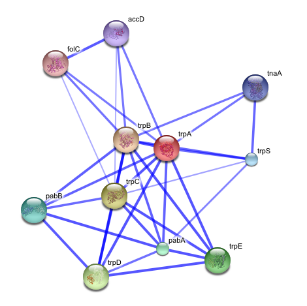 accD
folC
tnaA
trpB
trpA
trpS
trpC
pabB
pabA
trpE
trpD